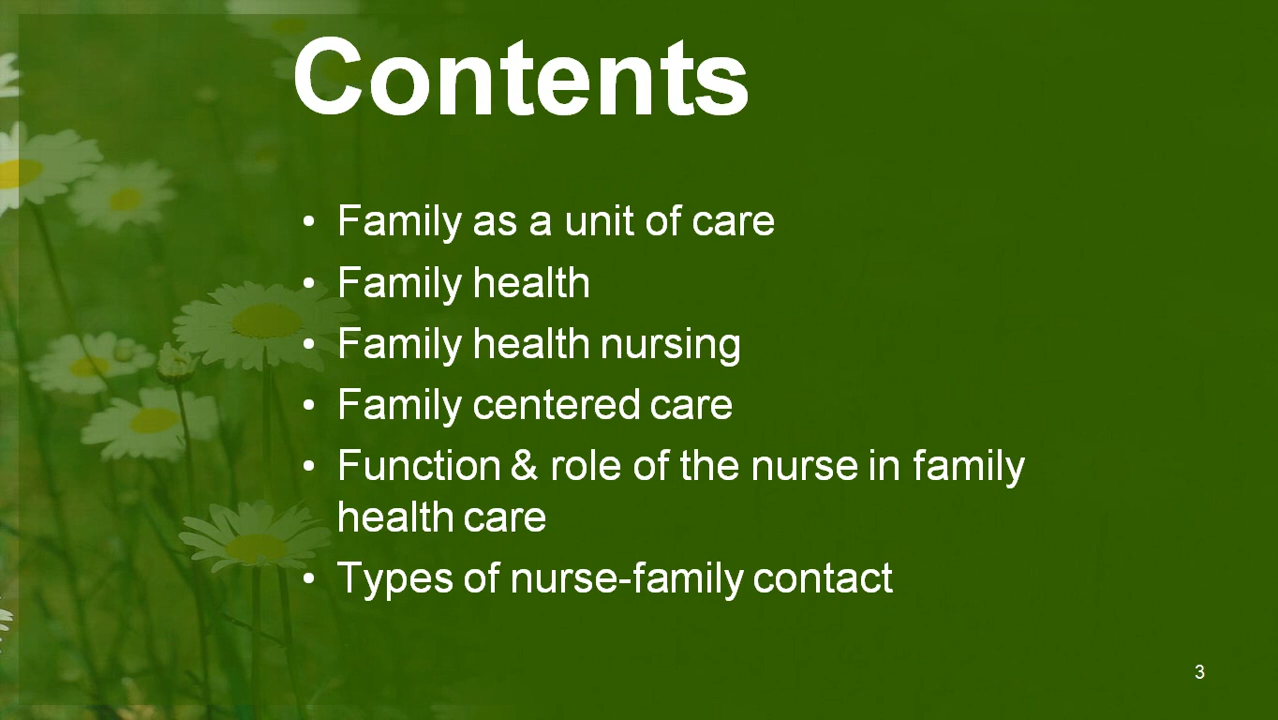 Contents
• Family as a unit of care
• Family health
• Family health nursing
• Family centered care
• Function & role of the nurse in family
health care
• Types of nurse-family contact
3